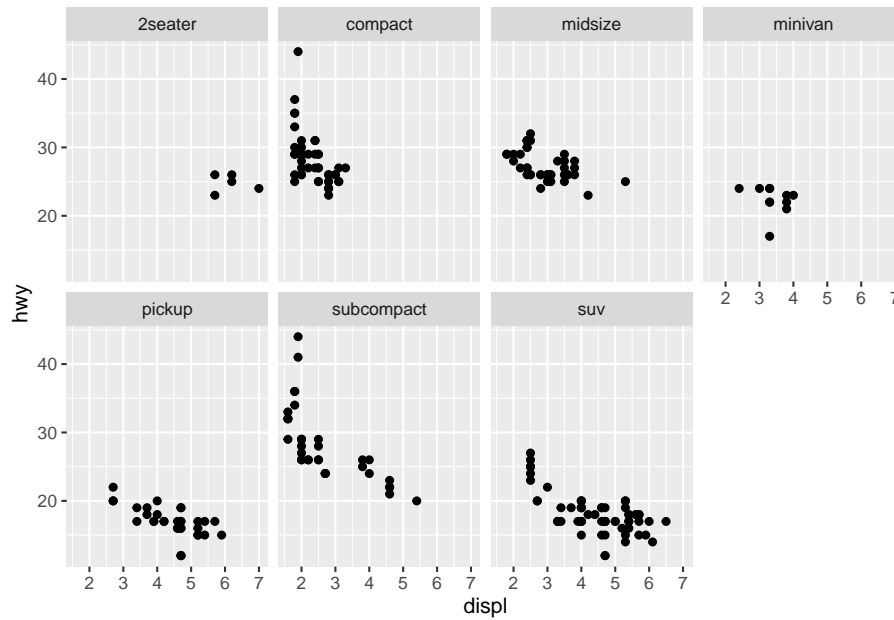 2seater compact midsize minivan
40
30
20
2 3 4 5 6 7
hwy
pickup subcompact suv
40
30
20
2 3 4 5 6 7 2 3 4 5 6 7 2 3 4 5 6 7
displ